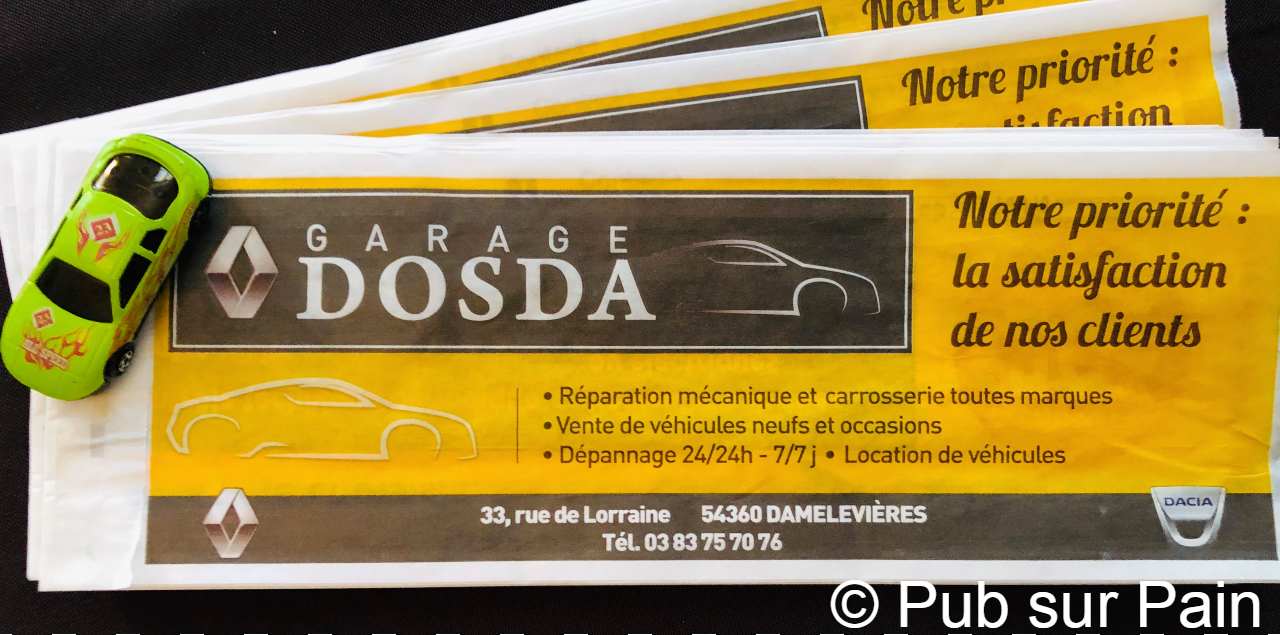 Notre priorité :
Notre priorité :
la satisfaction
de nos clients
GARAGE
DOSDA
• Réparation mécanique et carrosserie toutes marques
• Vente de véhicules neufs et occasions
• Dépannage 24/24h - 7/7 j • Location de véhicules
33, rue de Lorraine 54360 DAMELEVIÈRES
Tél. 03 83 75 70 76
DACIA
23
© Pub sur Pain